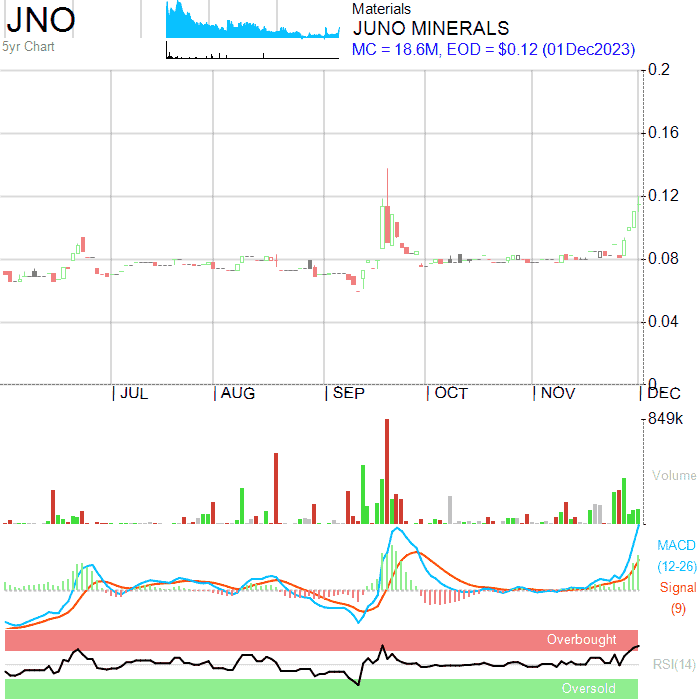 JNO
5yr Chart
Materials
JUNO MINERALS
MC = 18.6M, EOD = $0.12 (01Dec2023)
0.2
0.16
0.12
0.08
0.04
0
JUL AUG SEP OCT NOV DEC
849k
Volume
MACD
(12-26)
Signal
(9)
Overbought
RSI(14)
Oversold